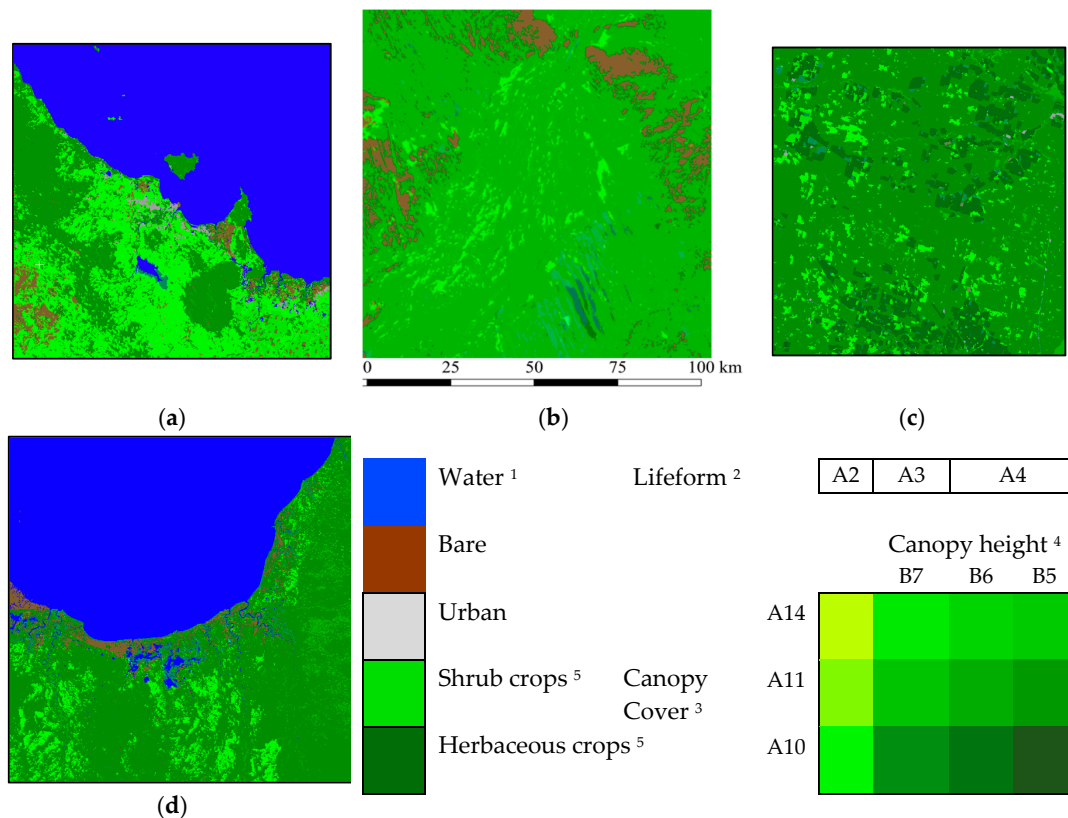 0 25 50 75 100 km
(a) (b) (c)
Water ¹ Lifeform ² A2 A3 A4
Bare Canopy height ⁴
B7 B6 B5
Urban A14
Shrub crops ⁵ Canopy Cover ³ A11
Herbaceous crops ⁵ A10
(d)